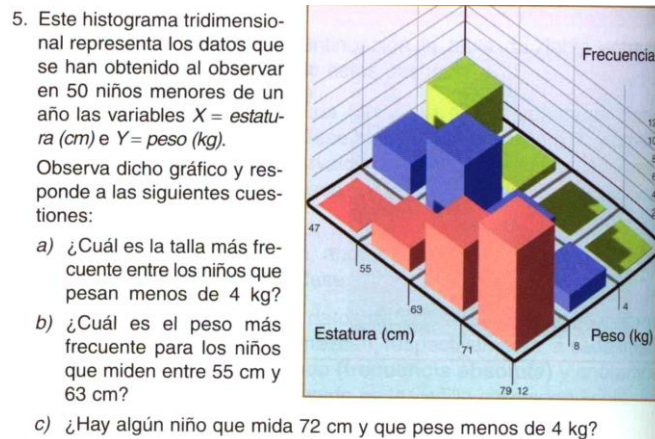 5. Este histograma tridimensio-
nal representa los datos que
se han obtenido al observar
en 50 niños menores de un
año las variables X = estatu-
ra (cm) e Y = peso (kg).
Observa dicho gráfico y res-
ponde a las siguientes cues-
tiones:
a) ¿Cuál es la talla más fre-
cuente entre los niños que
pesan menos de 4 kg?
b) ¿Cuál es el peso más
frecuente para los niños
que miden entre 55 cm y
63 cm?
c) ¿Hay algún niño que mida 72 cm y que pese menos de 4 kg?
Frecuencia
47
55
63
71
79 12
8
4
Estatura (cm)
Peso (kg)